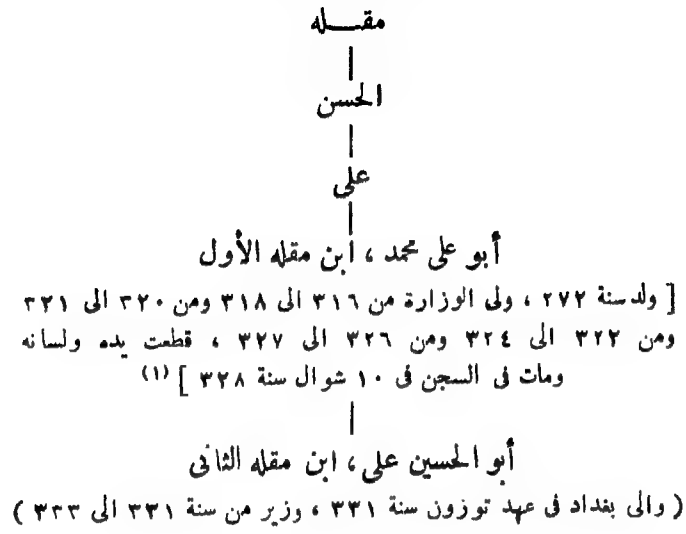 مقـله
الحسن
على
أبو على محمد ، ابن مقله الأول
[ ولد سنة ٢٧٢ ، ولى الوزارة من ٣١٦ الى ٣١٨ ومن ٣٢٠ الى ٣٢١
ومن ٣٢٢ الى ٣٢٤ ومن ٣٢٦ الى ٣٢٧ ، قطعت يده ولسانه
ومات فى السجن فى ١٠ شوال سنة ٣٢٨ ] (١)
أبو الحسين على ، ابن مقله الثانى
( والى بغداد فى عهد توزون سنة ٣٣١ ، وزير من سنة ٣٣١ الى ٣٣٣ )